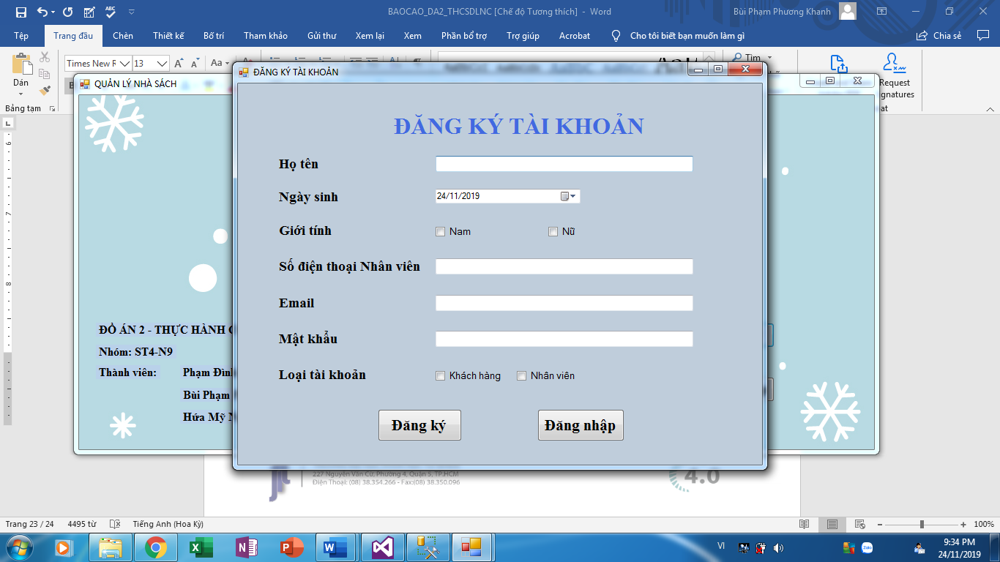 BAOCAO_DA2_THCSDLNC [Chế độ Tương thích] - Word
Bùi Phạm Phương Khanh
Tệp Trang đầu Chèn Thiết kế Bố trí Tham khảo Gửi thư Xem lại Xem Phần bổ trợ Trợ giúp Acrobat Cho tôi biết bạn muốn làm gì Chia sẻ
Dán
Bảng tạm
Times New R 13
Aa
Tìm
Request
gnatures
at
QUẢN LÝ NHÀ SÁCH
ĐĂNG KÝ TÀI KHOẢN
ĐĂNG KÝ TÀI KHOẢN
Họ tên
Ngày sinh 24/11/2019
Giới tính Nam Nữ
Số điện thoại Nhân viên
Email
Mật khẩu
Loại tài khoản Khách hàng Nhân viên
Đăng ký Đăng nhập
ĐỒ ÁN 2 - THỰC HÀNH
Nhóm: ST4-N9
Thành viên: Phạm Đình
Bùi Phạm
Hứa Mỹ
227 Nguyễn Văn Cừ, Phường 4, Quận 5, TP.HCM
Điện Thoại: (08) 38.354.266 - Fax:(08) 38.350.096
4.0
Trang 23 / 24 4495 từ Tiếng Anh (Hoa Kỳ) 100%
VI
9:34 PM
24/11/2019